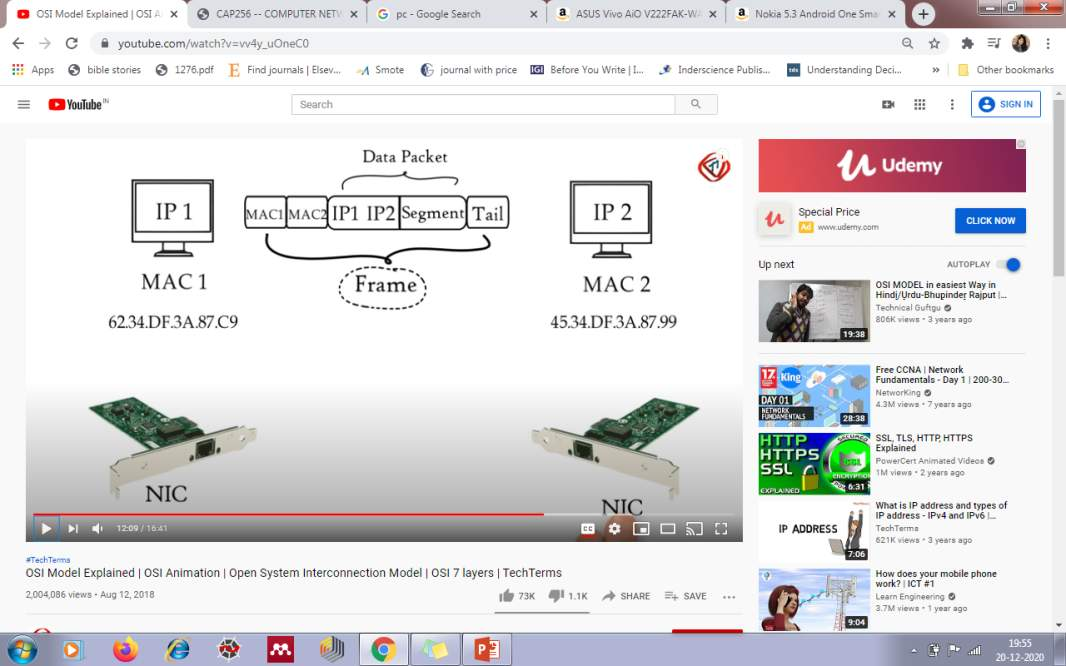 OSI Model Explained | OSI A
CAP256 -- COMPUTER NETW
pc - Google Search
ASUS Vivo AiO V222FAK-WA
Nokia 5.3 Android One Sma
youtube.com/watch?v=vv4y_uOneC0
Apps
bible stories
1276.pdf
Find journals | Elsev...
Smote
journal with price
Before You Write | I...
Inderscience Publis...
Understanding Deci...
»
Other bookmarks
YouTube IN
Search
SIGN IN
Data Packet
IP 1
MAC1 MAC2 IP1 IP2 Segment Tail
IP 2
MAC 1
Frame
MAC 2
62.34.DF.3A.87.C9
45.34.DF.3A.87.99
NIC
NIC
12:09 / 16:41
#TechTerms
OSI Model Explained | OSI Animation | Open System Interconnection Model | OSI 7 layers | TechTerms
2,004,086 views • Aug 12, 2018
73K
1.1K
SHARE
SAVE
Udemy
Special Price
Ad www.udemy.com
CLICK NOW
Up next
AUTOPLAY
19:38
OSI MODEL in easiest Way in
Hindi/Urdu-Bhupinder Rajput |...
Technical Guftgu
806K views • 3 years ago
17
King
DAY 01
NETWORK
FUNDAMENTALS
28:38
Free CCNA | Network
Fundamentals - Day 1 | 200-30...
NetworKing
4.3M views • 7 years ago
HTTP
HTTPS
SSL
EXPLAINED
SECURED
SSL
ENCRYPTION
6:31
SSL, TLS, HTTP, HTTPS
Explained
PowerCert Animated Videos
1M views • 2 years ago
IP ADDRESS
7:06
What is IP address and types of
IP address - IPv4 and IPv6 |...
TechTerms
621K views • 3 years ago
9:04
How does your mobile phone
work? | ICT #1
Learn Engineering
3.7M views • 1 year ago
19:55
20-12-2020